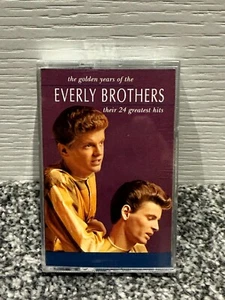 the golden years of the
EVERLY BROTHERS
their 24 greatest hits